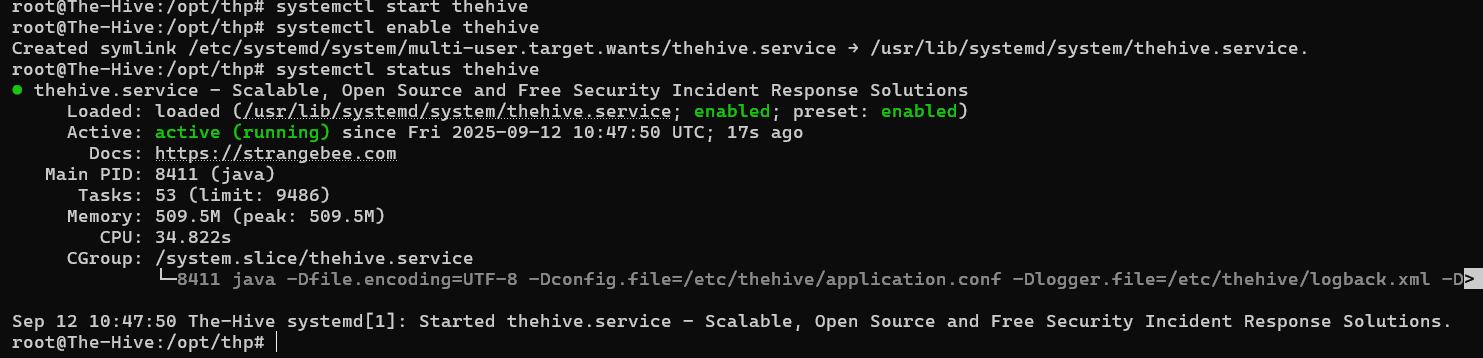 root@The-Hive:/opt/thp# systemctl start thehive
root@The-Hive:/opt/thp# systemctl enable thehive
Created symlink /etc/systemd/system/multi-user.target.wants/thehive.service → /usr/lib/systemd/system/thehive.service.
root@The-Hive:/opt/thp# systemctl status thehive
● thehive.service - Scalable, Open Source and Free Security Incident Response Solutions
Loaded: loaded (/usr/lib/systemd/system/thehive.service; enabled; preset: enabled)
Active: active (running) since Fri 2025-09-12 10:47:50 UTC; 17s ago
Docs: https://strangebee.com
Main PID: 8411 (java)
Tasks: 53 (limit: 9486)
Memory: 509.5M (peak: 509.5M)
CPU: 34.822s
CGroup: /system.slice/thehive.service
└─8411 java -Dfile.encoding=UTF-8 -Dconfig.file=/etc/thehive/application.conf -Dlogger.file=/etc/thehive/logback.xml -D>
Sep 12 10:47:50 The-Hive systemd[1]: Started thehive.service - Scalable, Open Source and Free Security Incident Response Solutions.
root@The-Hive:/opt/thp#